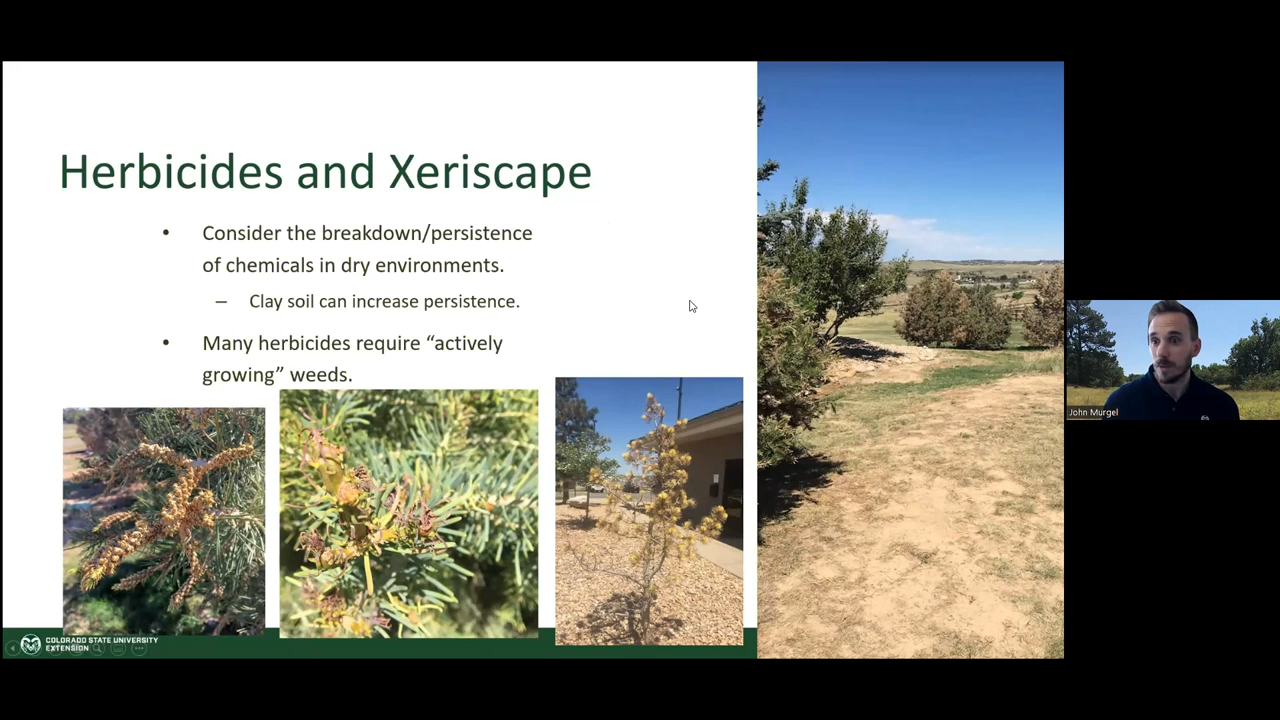 Herbicides and Xeriscape
• Consider the breakdown/persistence
of chemicals in dry environments.
– Clay soil can increase persistence.
• Many herbicides require “actively
growing” weeds.
COLORADO STATE UNIVERSITY
EXTENSION
John Murgel